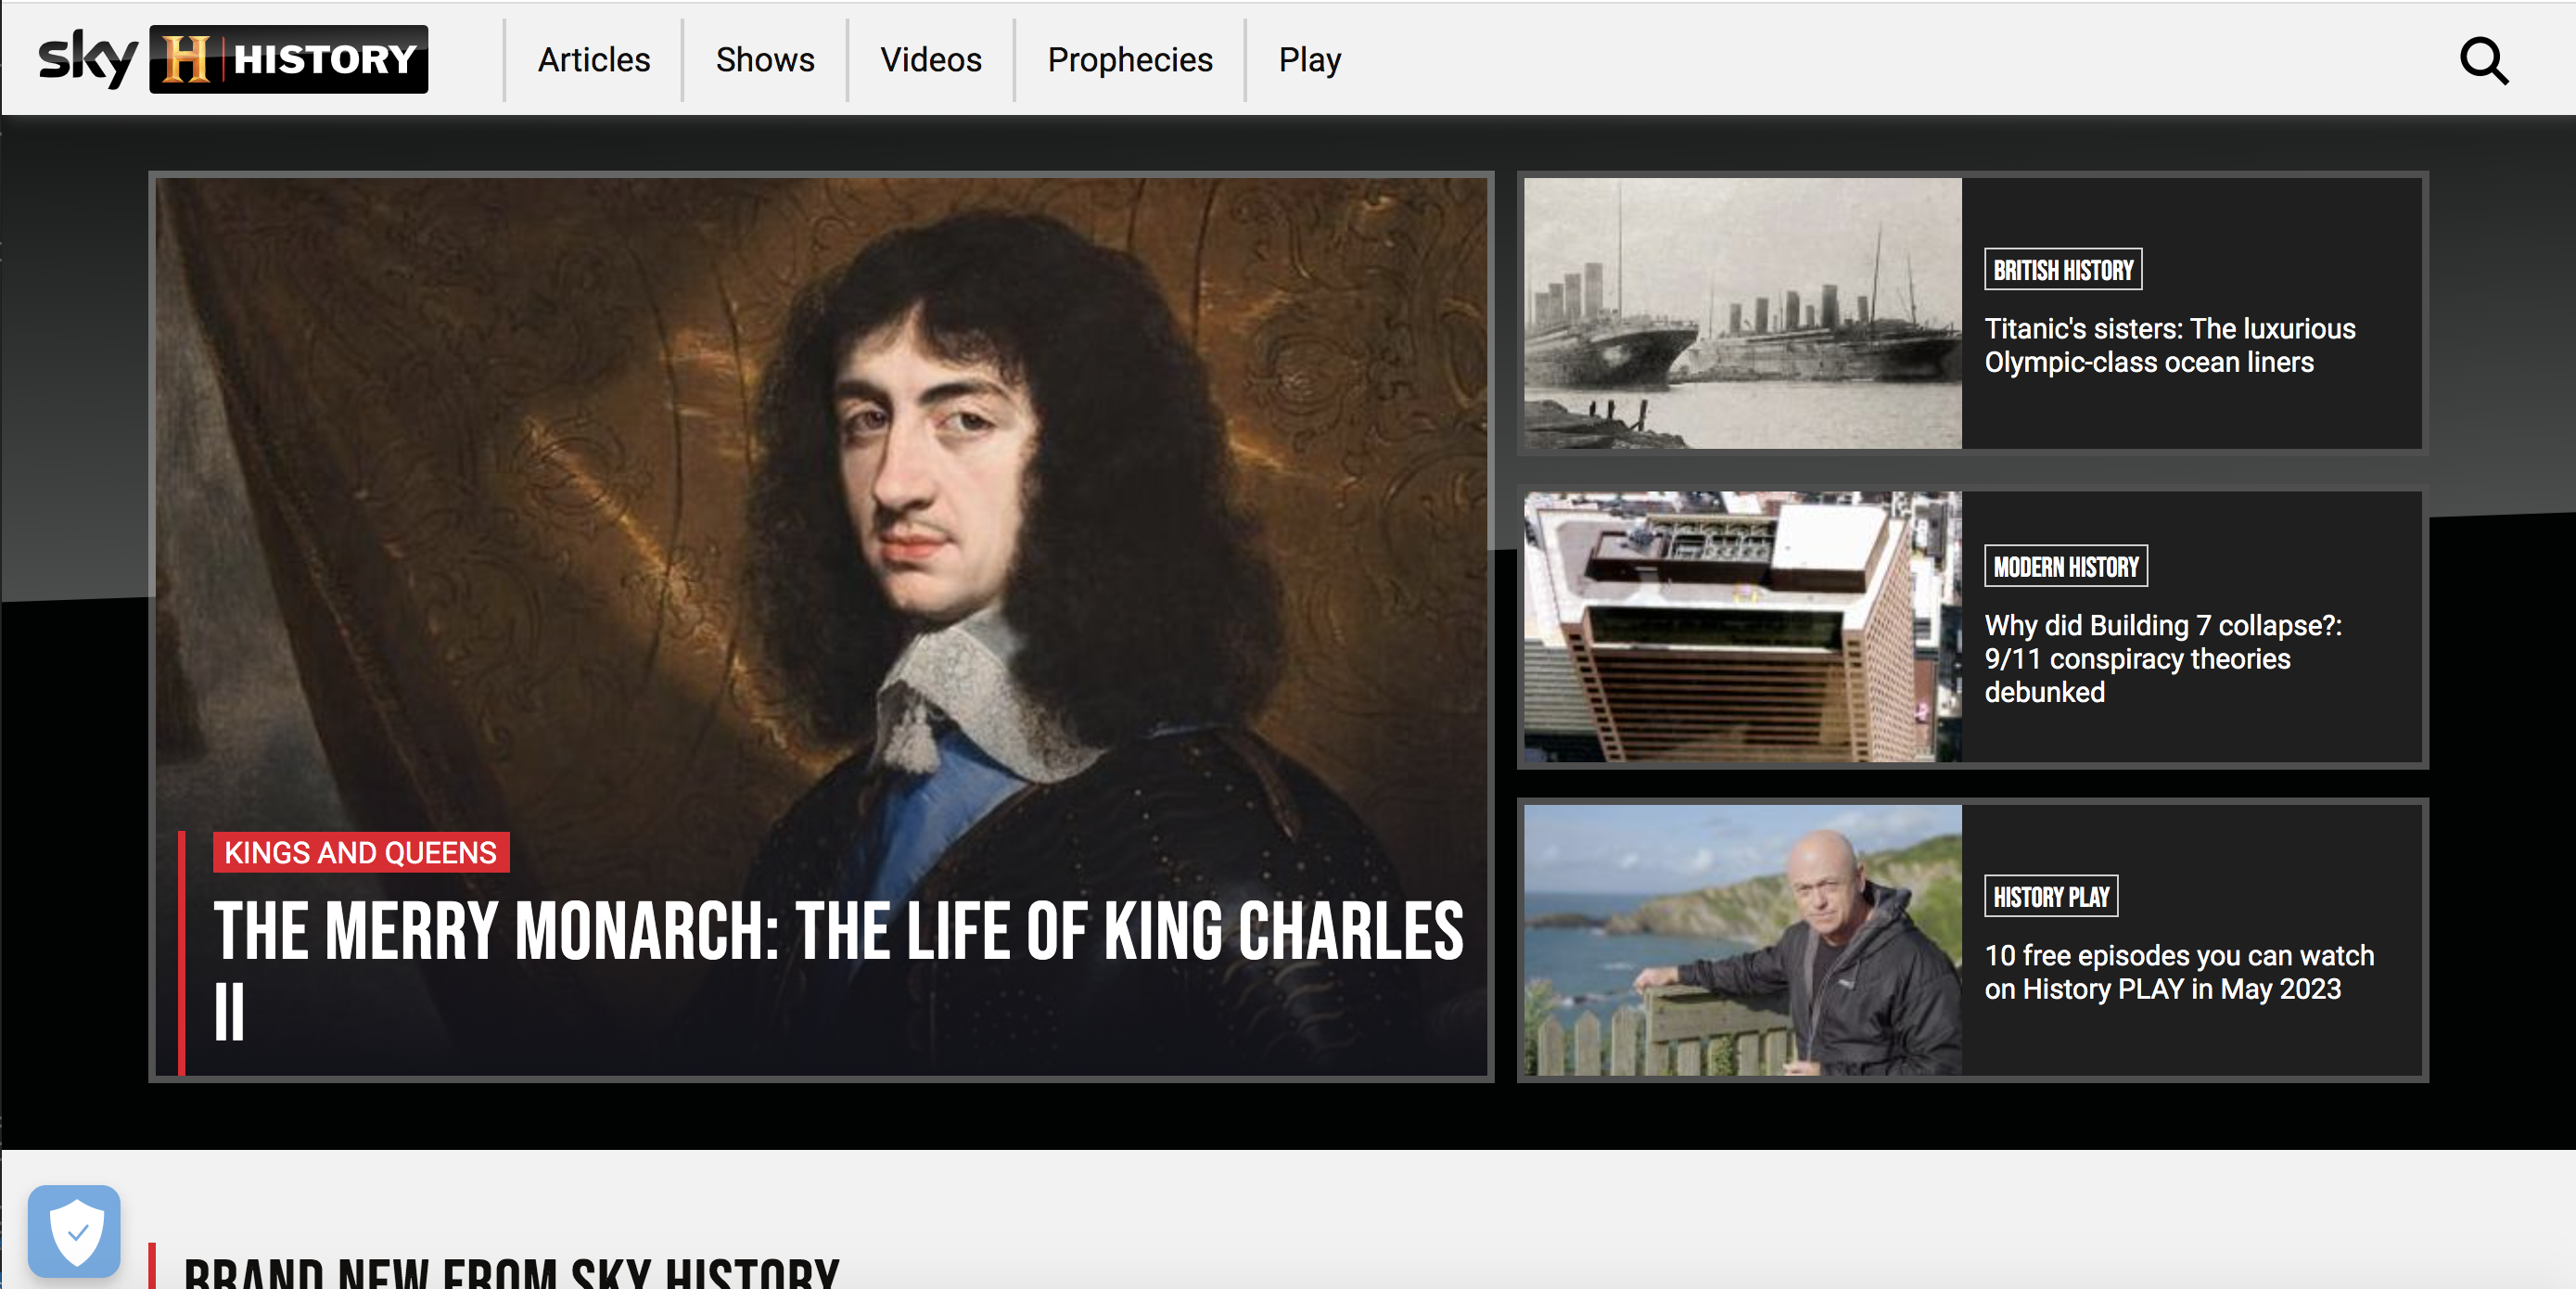 sky H HISTORY
Articles
Shows
Videos
Prophecies
Play
KINGS AND QUEENS
THE MERRY MONARCH: THE LIFE OF KING CHARLES
II
BRITISH HISTORY
Titanic's sisters: The luxurious
Olympic-class ocean liners
MODERN HISTORY
Why did Building 7 collapse?:
9/11 conspiracy theories
debunked
HISTORY PLAY
10 free episodes you can watch
on History PLAY in May 2023
BRAND NEW FROM SKY HISTORY